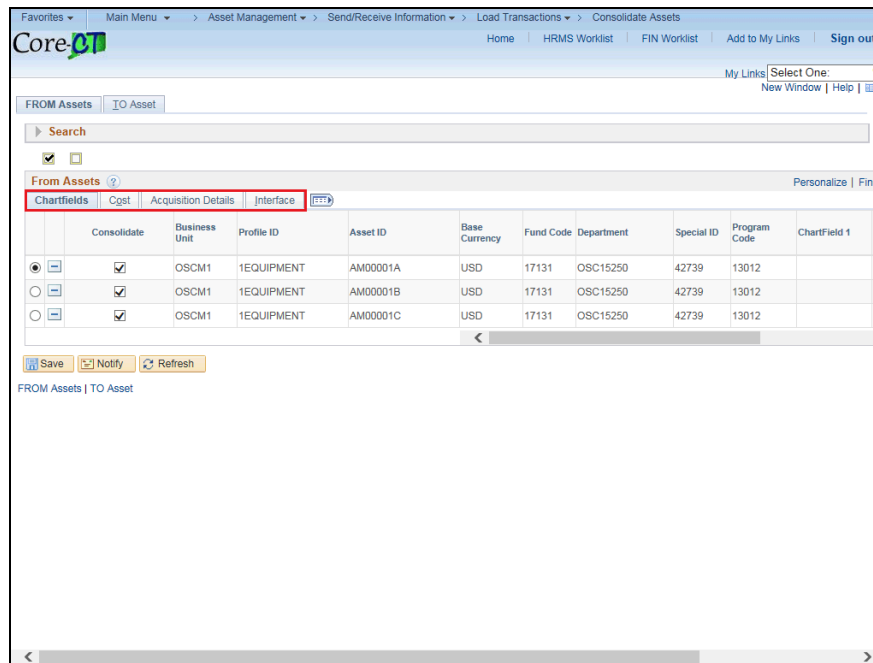 Favorites Main Menu > Asset Management > Send/Receive Information > Load Transactions > Consolidate Assets
Core-CT Home HRMS Worklist FIN Worklist Add to My Links Sign out
My Links Select One:
New Window | Help |
FROM Assets TO Asset
Search
From Assets ? Personalize | Fin
Chartfields Cost Acquisition Details Interface
Consolidate Business Unit Profile ID Asset ID Base Currency Fund Code Department Special ID Program Code ChartField 1
OSCM1 1EQUIPMENT AM00001A USD 17131 OSC15250 42739 13012
OSCM1 1EQUIPMENT AM00001B USD 17131 OSC15250 42739 13012
OSCM1 1EQUIPMENT AM00001C USD 17131 OSC15250 42739 13012
Save Notify Refresh
FROM Assets | TO Asset